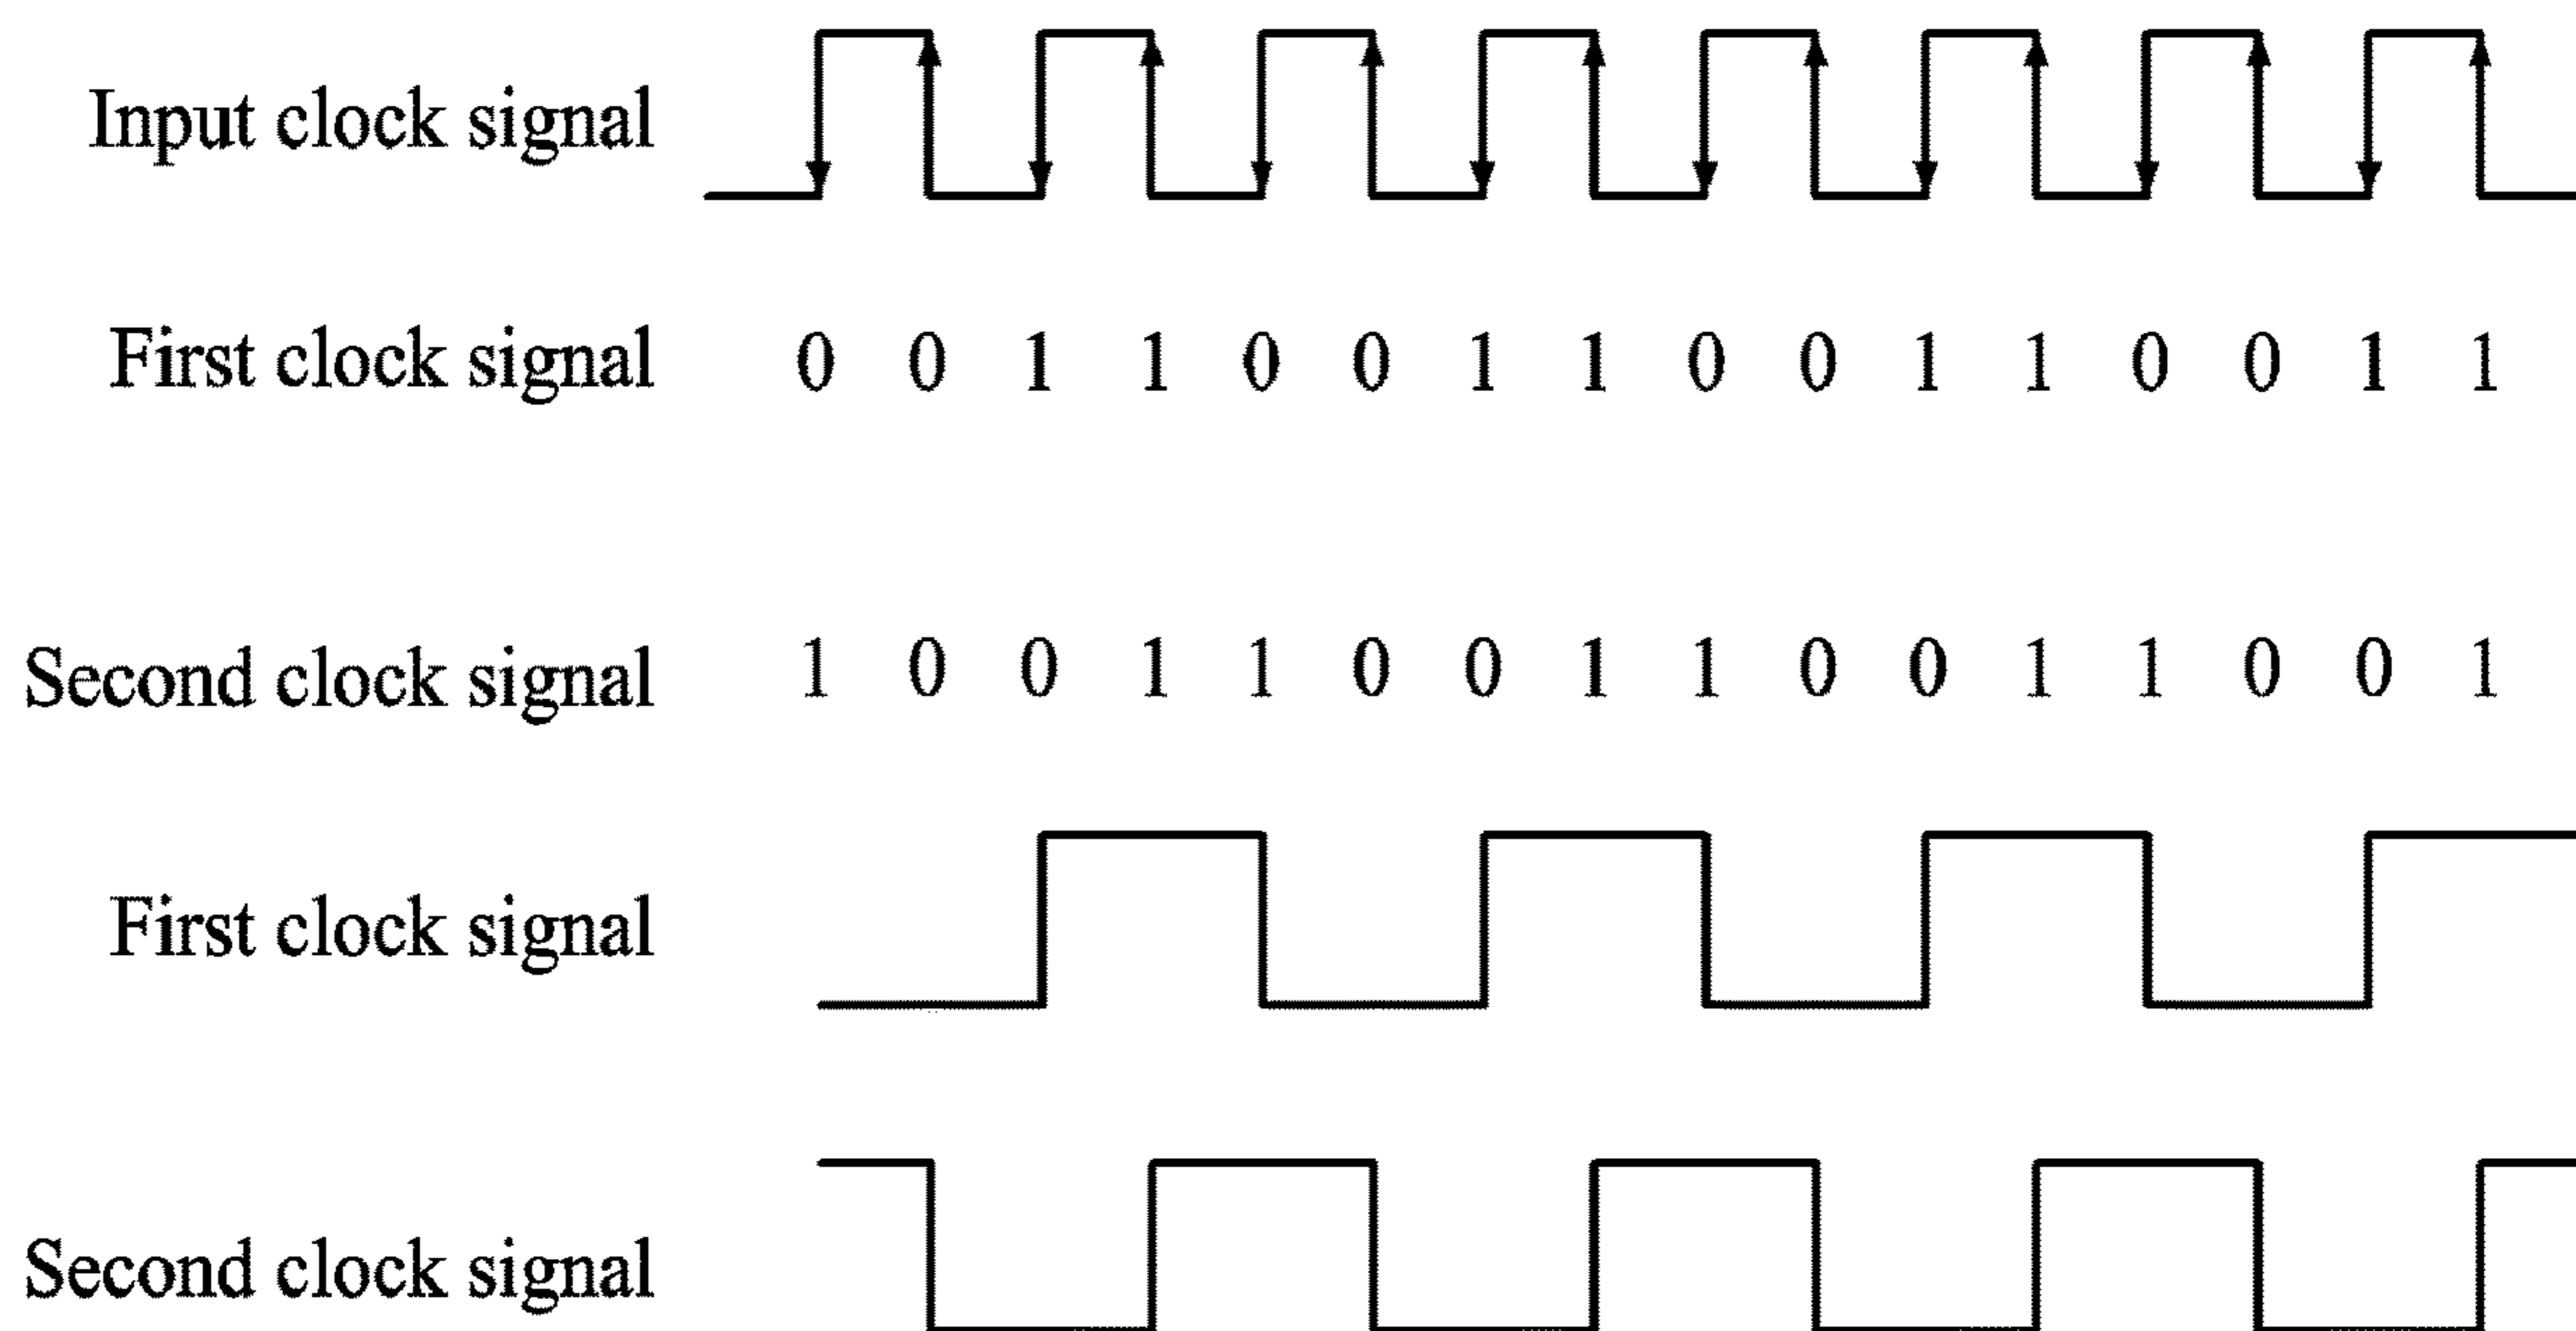 Input clock signal
First clock signal 0 0 1 1 0 0 1 1 0 0 1 1 0 0 1 1
Second clock signal 1 0 0 1 1 0 0 1 1 0 0 1 1 0 0 1
First clock signal
Second clock signal